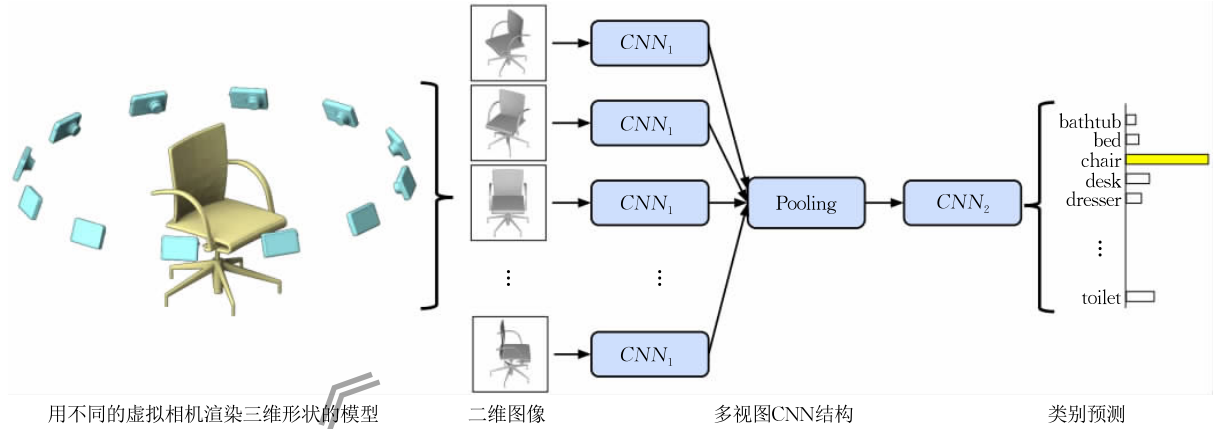 CNN₁
CNN₁
CNN₁
⋮
⋮
CNN₁
Pooling
CNN₂
bathtub
bed
chair
desk
dresser
⋮
toilet
用不同的虚拟相机渲染三维形状的模型
二维图像
多视图CNN结构
类别预测